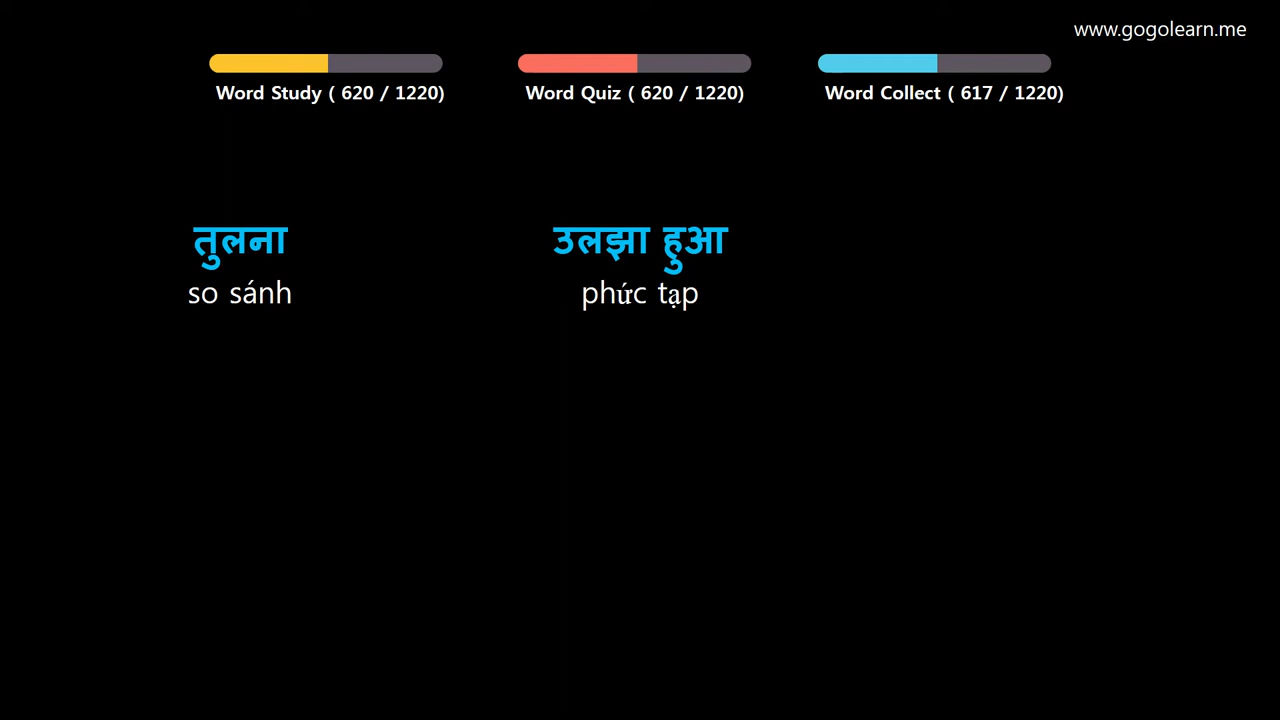 www.gogolearn.me
Word Study ( 620 / 1220)
Word Quiz ( 620 / 1220)
Word Collect ( 617 / 1220)
तुलना
so sánh
उलझा हुआ
phức tạp